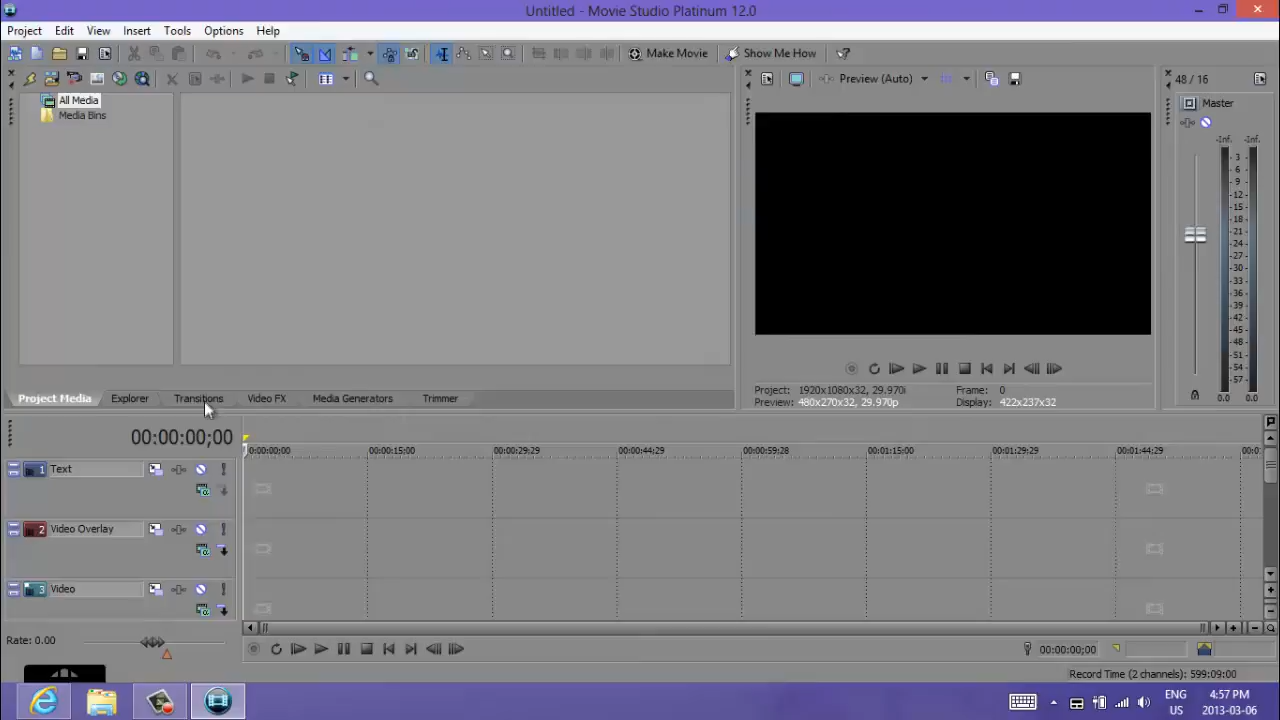 Untitled - Movie Studio Platinum 12.0
Project Edit View Insert Tools Options Help
Make Movie Show Me How
Preview (Auto)
48 / 16
All Media
Media Bins
Master
-Inf. -Inf.
3
6
9
12
15
18
21
24
27
30
33
36
39
42
45
48
51
54
57
0.0 0.0
Project: 1920x1080x32, 29.970i Frame: 0
Preview: 480x270x32, 29.970p Display: 422x237x32
Project Media Explorer Transitions Video FX Media Generators Trimmer
00:00:00;00
0:00:00;00 00:00:15;00 00:00:29;29 00:00:44;29 00:00:59;28 00:01:15;00 00:01:29;29 00:01:44;29 00:0
1 Text
2 Video Overlay
3 Video
Rate: 0.00
00:00:00;00
Record Time (2 channels): 599:09:00
ENG
US
4:57 PM
2013-03-06